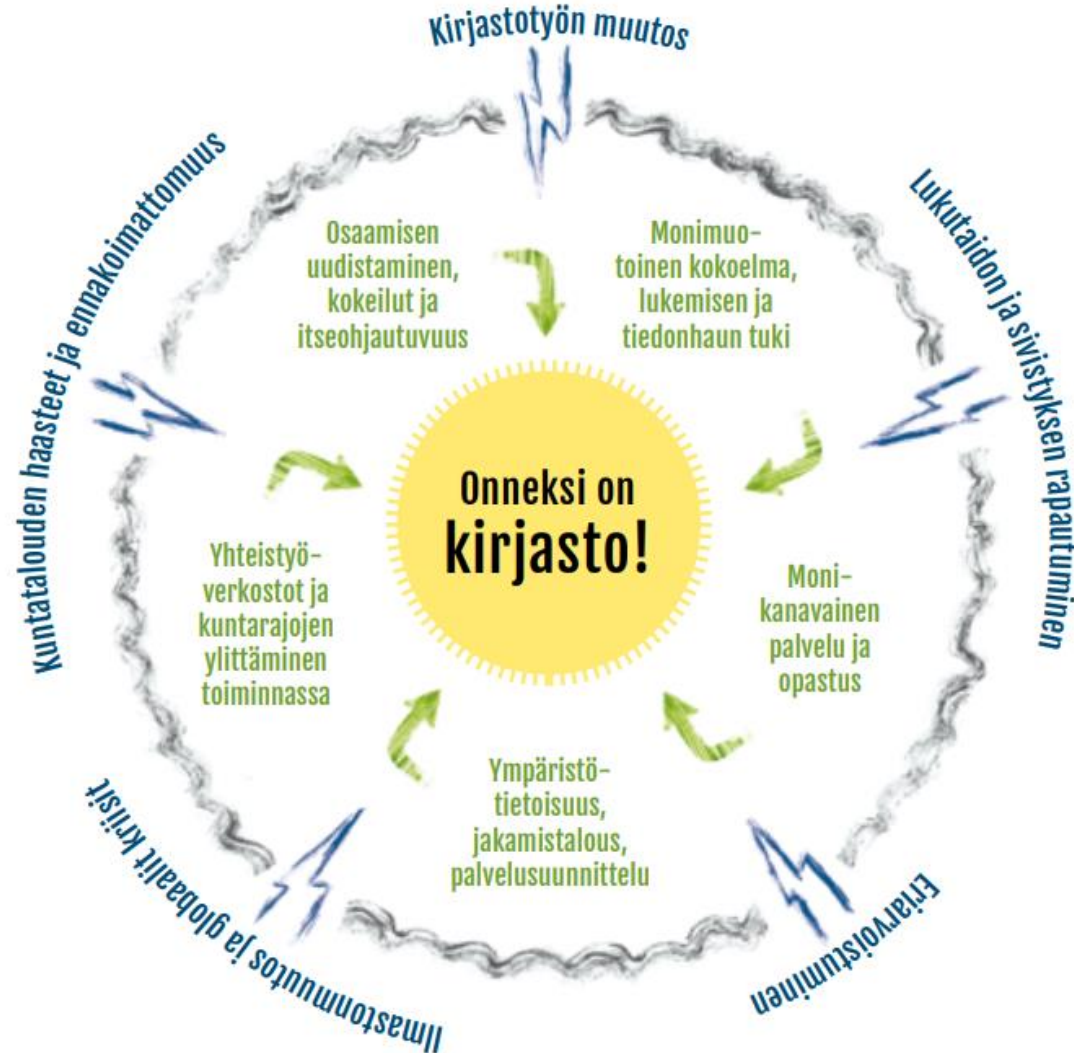 Kirjastotyön muutos
Lukutaidon ja sivistyksen rapautuminen
Eriarvoistuminen
Ilmastonmuutos ja globaalit kriisit
Kuntatalouden haasteet ja ennakoimattomuus
Osaamisen
uudistaminen,
kokeilut ja
itseohjautuvuus
Monimuo-
toinen kokoelma,
lukemisen ja
tiedonhaun tuki
Moni-
kanavainen
palvelu ja
opastus
Ympäristö-
tietoisuus,
jakamistalous,
palvelusuunnittelu
Yhteistyö-
verkostot ja
kuntarajojen
ylittäminen
toiminnassa
Onneksi on
kirjasto!